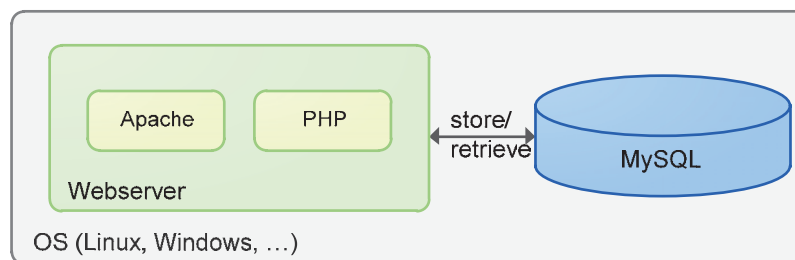 Apache
PHP
store/
retrieve
MySQL
Webserver
OS (Linux, Windows, …)